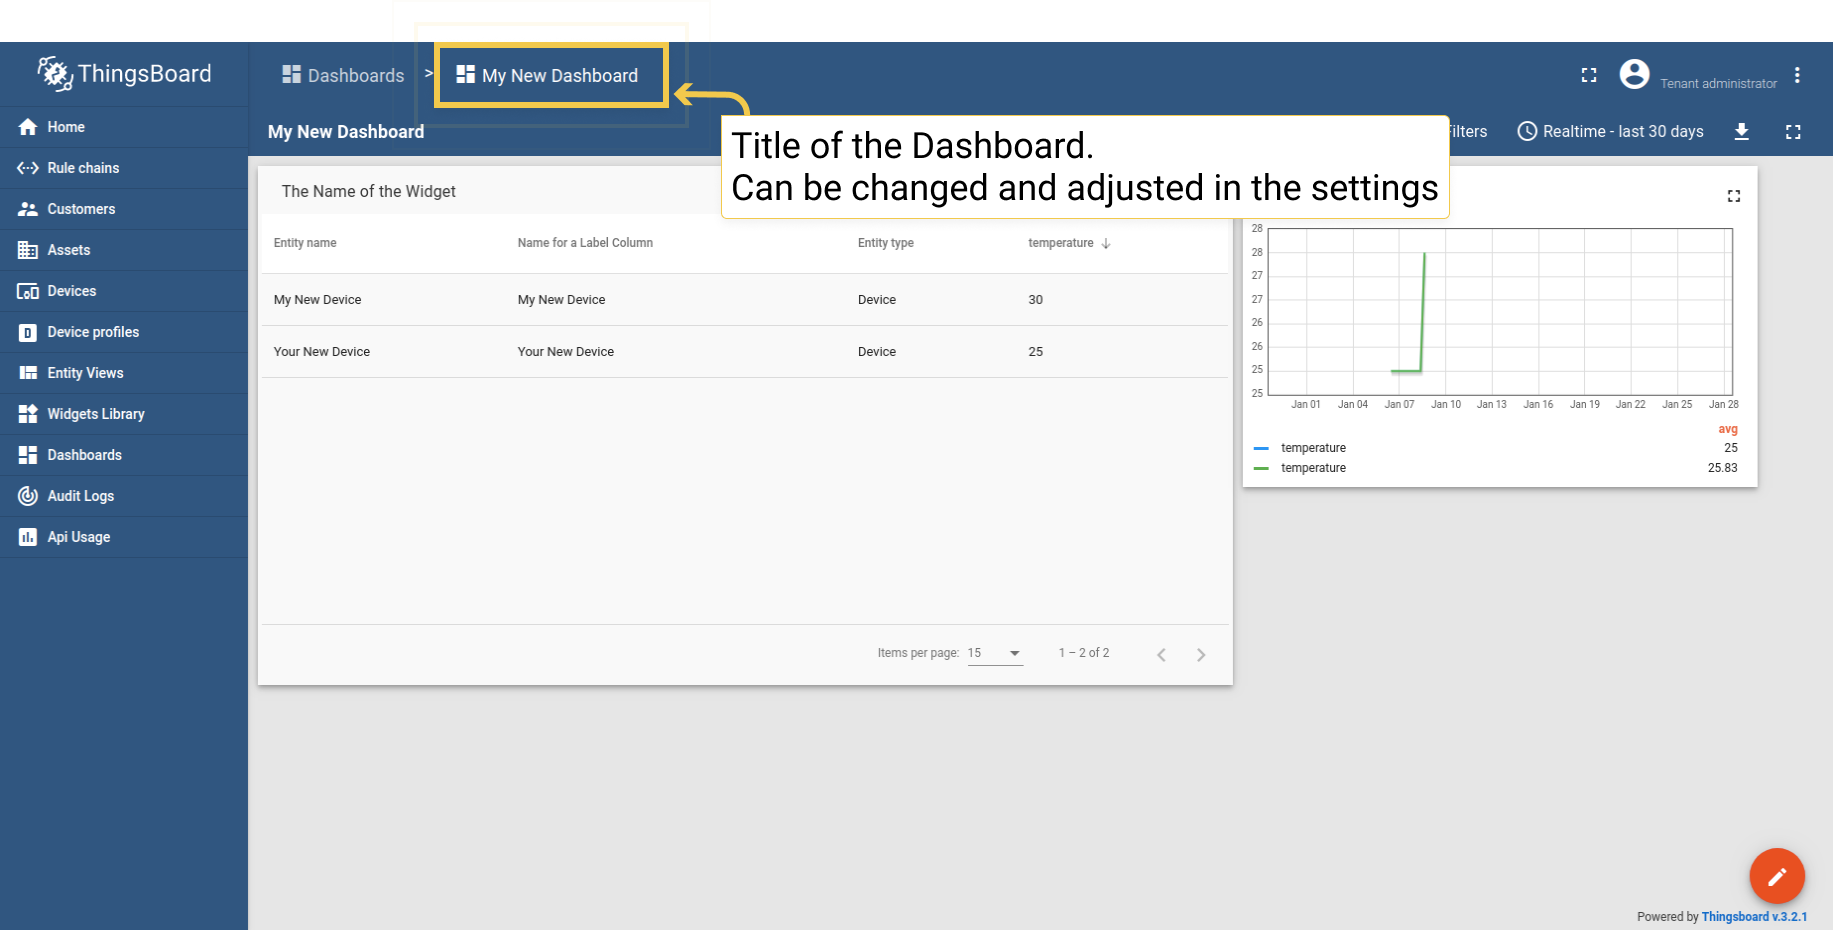 ThingsBoard
Dashboards > My New Dashboard
Tenant administrator
My New Dashboard
Realtime - last 30 days
Title of the Dashboard.
Can be changed and adjusted in the settings
Home
Rule chains
Customers
Assets
Devices
Device profiles
Entity Views
Widgets Library
Dashboards
Audit Logs
Api Usage
The Name of the Widget
Entity name Name for a Label Column Entity type temperature
My New Device My New Device Device 30
Your New Device Your New Device Device 25
Items per page: 15 1 – 2 of 2
28
28
27
27
26
26
25
25
Jan 01 Jan 04 Jan 07 Jan 10 Jan 13 Jan 16 Jan 19 Jan 22 Jan 25 Jan 28
avg
temperature 25
temperature 25.83
Powered by Thingsboard v.3.2.1